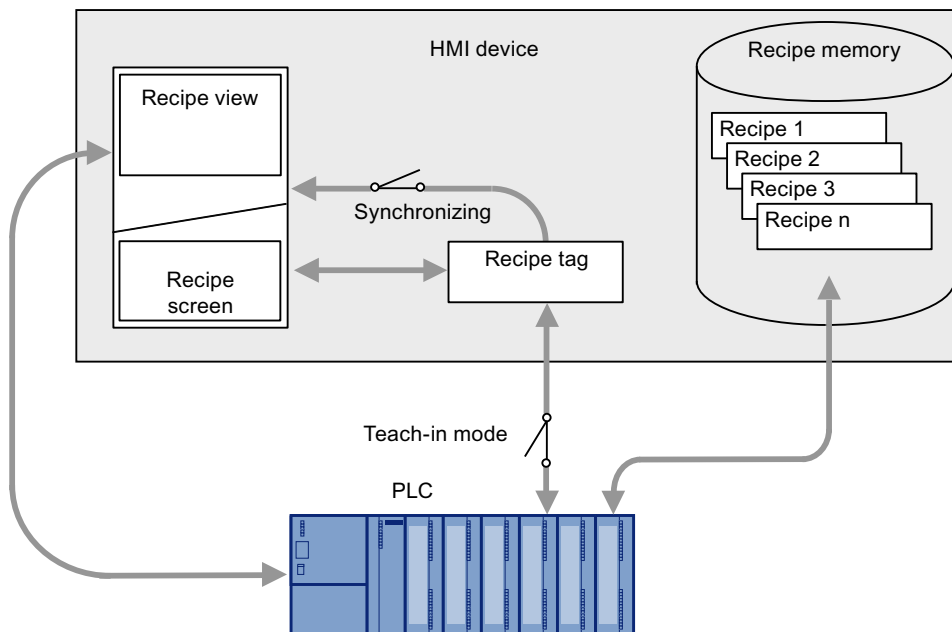 HMI device
Recipe view
Recipe memory
Recipe 1
Recipe 2
Recipe 3
Recipe n
Synchronizing
Recipe tag
Recipe
screen
Teach-in mode
PLC